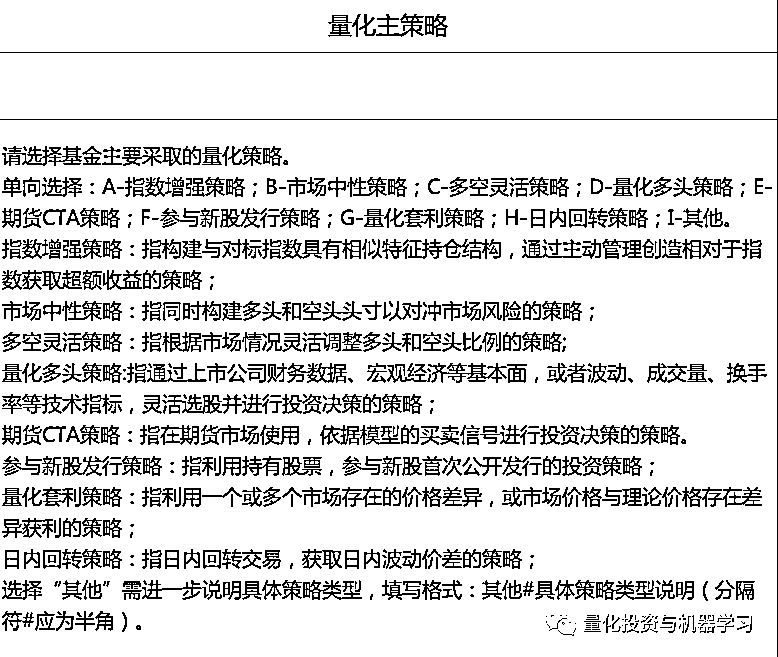 量化主策略
请选择基金主要采取的量化策略。
单向选择：A-指数增强策略；B-市场中性策略；C-多空灵活策略；D-量化多头策略；E-
期货CTA策略；F-参与新股发行策略；G-量化套利策略；H-日内回转策略；I-其他。
指数增强策略：指构建与对标指数具有相似特征持仓结构，通过主动管理创造相对于指
数获取超额收益的策略；
市场中性策略：指同时构建多头和空头头寸以对冲市场风险的策略；
多空灵活策略：指根据市场情况灵活调整多头和空头比例的策略;
量化多头策略:指通过上市公司财务数据、宏观经济等基本面，或者波动、成交量、换手
率等技术指标，灵活选股并进行投资决策的策略；
期货CTA策略：指在期货市场使用，依据模型的买卖信号进行投资决策的策略。
参与新股发行策略：指利用持有股票，参与新股首次公开发行的投资策略；
量化套利策略：指利用一个或多个市场存在的价格差异，或市场价格与理论价格存在差
异获利的策略；
日内回转策略：指日内回转交易，获取日内波动价差的策略；
选择“其他”需进一步说明具体策略类型，填写格式：其他#具体策略类型说明（分隔
符#应为半角）。
量化投资与机器学习